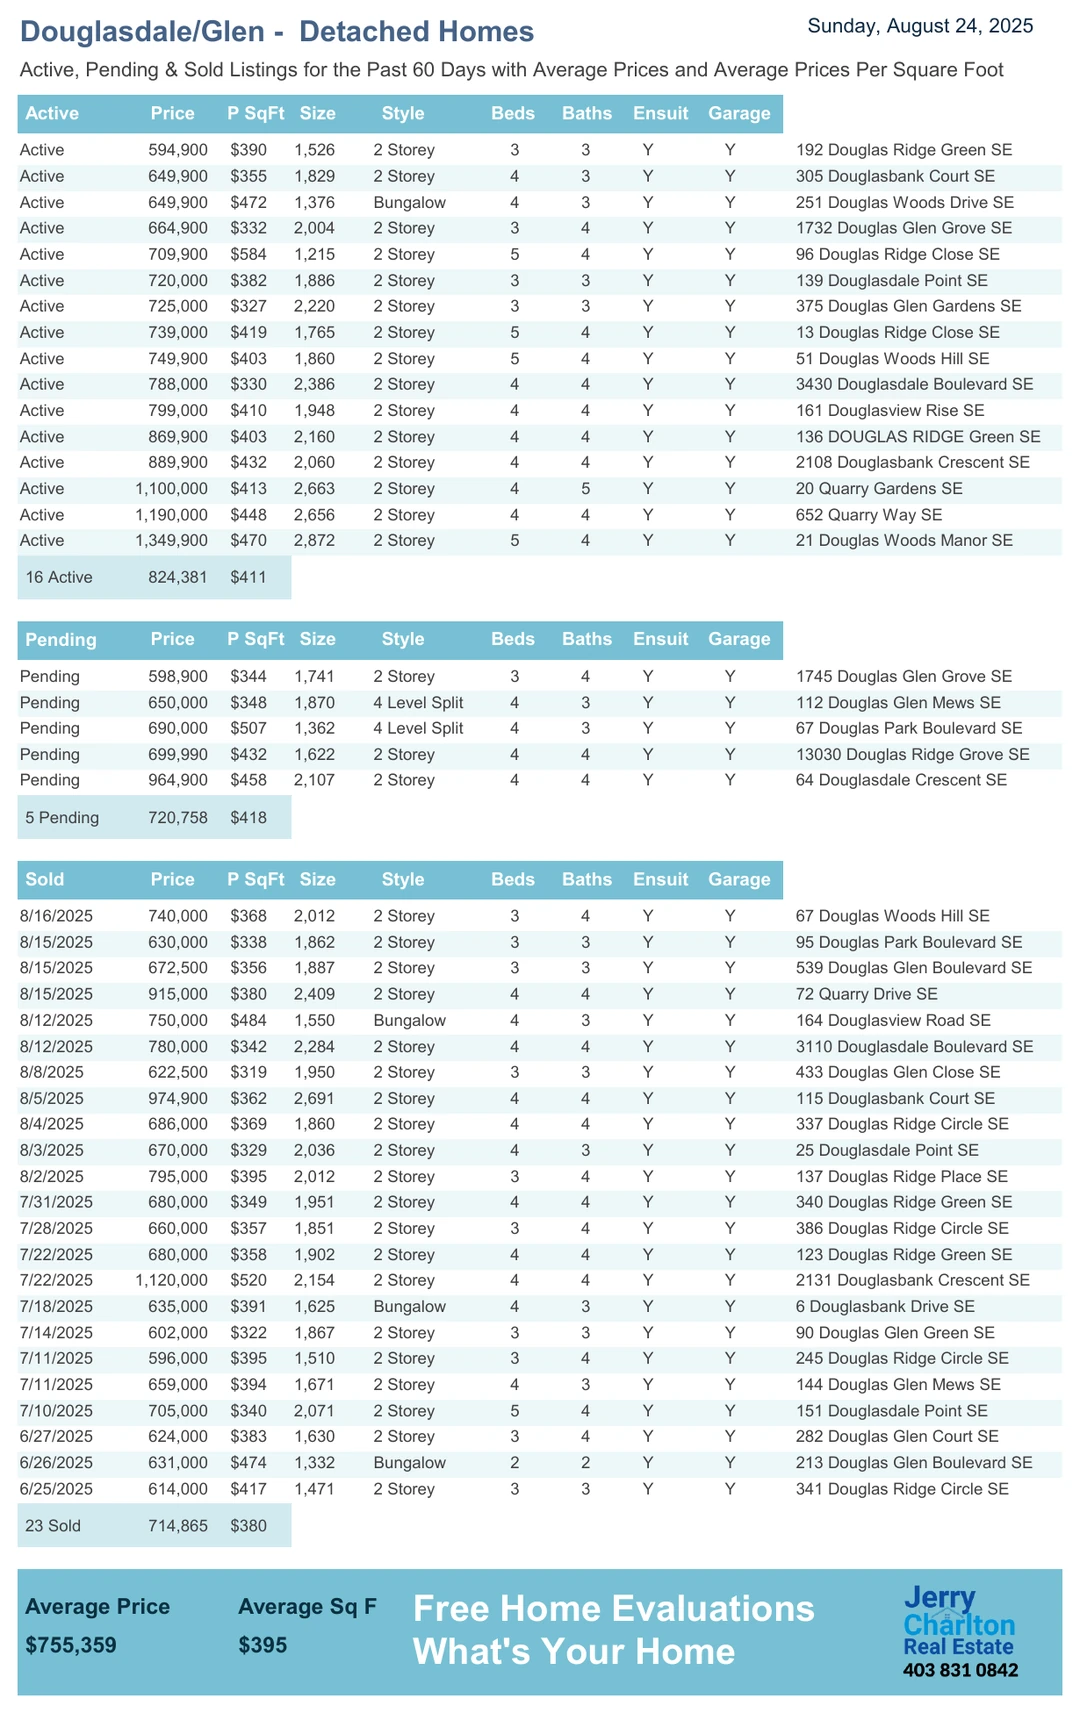 Douglasdale/Glen -  Detached Homes
Sunday, August 24, 2025
Active, Pending & Sold Listings for the Past 60 Days with Average Prices and Average Prices Per Square Foot
Active Price P SqFt Size Style Beds Baths Ensuit Garage
Active 594,900 $390 1,526 2 Storey 3 3 Y Y 192 Douglas Ridge Green SE
Active 649,900 $355 1,829 2 Storey 4 3 Y Y 305 Douglasbank Court SE
Active 649,900 $472 1,376 Bungalow 4 3 Y Y 251 Douglas Woods Drive SE
Active 664,900 $332 2,004 2 Storey 3 4 Y Y 1732 Douglas Glen Grove SE
Active 709,900 $584 1,215 2 Storey 5 4 Y Y 96 Douglas Ridge Close SE
Active 720,000 $382 1,886 2 Storey 3 3 Y Y 139 Douglasdale Point SE
Active 725,000 $327 2,220 2 Storey 3 3 Y Y 375 Douglas Glen Gardens SE
Active 739,000 $419 1,765 2 Storey 5 4 Y Y 13 Douglas Ridge Close SE
Active 749,900 $403 1,860 2 Storey 5 4 Y Y 51 Douglas Woods Hill SE
Active 788,000 $330 2,386 2 Storey 4 4 Y Y 3430 Douglasdale Boulevard SE
Active 799,000 $410 1,948 2 Storey 4 4 Y Y 161 Douglasview Rise SE
Active 869,900 $403 2,160 2 Storey 4 4 Y Y 136 DOUGLAS RIDGE Green SE
Active 889,900 $432 2,060 2 Storey 4 4 Y Y 2108 Douglasbank Crescent SE
Active 1,100,000 $413 2,663 2 Storey 4 5 Y Y 20 Quarry Gardens SE
Active 1,190,000 $448 2,656 2 Storey 4 4 Y Y 652 Quarry Way SE
Active 1,349,900 $470 2,872 2 Storey 5 4 Y Y 21 Douglas Woods Manor SE
16 Active 824,381 $411
Pending Price P SqFt Size Style Beds Baths Ensuit Garage
Pending 598,900 $344 1,741 2 Storey 3 4 Y Y 1745 Douglas Glen Grove SE
Pending 650,000 $348 1,870 4 Level Split 4 3 Y Y 112 Douglas Glen Mews SE
Pending 690,000 $507 1,362 4 Level Split 4 3 Y Y 67 Douglas Park Boulevard SE
Pending 699,990 $432 1,622 2 Storey 4 4 Y Y 13030 Douglas Ridge Grove SE
Pending 964,900 $458 2,107 2 Storey 4 4 Y Y 64 Douglasdale Crescent SE
5 Pending 720,758 $418
Sold Price P SqFt Size Style Beds Baths Ensuit Garage
8/16/2025 740,000 $368 2,012 2 Storey 3 4 Y Y 67 Douglas Woods Hill SE
8/15/2025 630,000 $338 1,862 2 Storey 3 3 Y Y 95 Douglas Park Boulevard SE
8/15/2025 672,500 $356 1,887 2 Storey 3 3 Y Y 539 Douglas Glen Boulevard SE
8/15/2025 915,000 $380 2,409 2 Storey 4 4 Y Y 72 Quarry Drive SE
8/12/2025 750,000 $484 1,550 Bungalow 4 3 Y Y 164 Douglasview Road SE
8/12/2025 780,000 $342 2,284 2 Storey 4 4 Y Y 3110 Douglasdale Boulevard SE
8/8/2025 622,500 $319 1,950 2 Storey 3 3 Y Y 433 Douglas Glen Close SE
8/5/2025 974,900 $362 2,691 2 Storey 4 4 Y Y 115 Douglasbank Court SE
8/4/2025 686,000 $369 1,860 2 Storey 4 4 Y Y 337 Douglas Ridge Circle SE
8/3/2025 670,000 $329 2,036 2 Storey 4 3 Y Y 25 Douglasdale Point SE
8/2/2025 795,000 $395 2,012 2 Storey 3 4 Y Y 137 Douglas Ridge Place SE
7/31/2025 680,000 $349 1,951 2 Storey 4 4 Y Y 340 Douglas Ridge Green SE
7/28/2025 660,000 $357 1,851 2 Storey 3 4 Y Y 386 Douglas Ridge Circle SE
7/22/2025 680,000 $358 1,902 2 Storey 4 4 Y Y 123 Douglas Ridge Green SE
7/22/2025 1,120,000 $520 2,154 2 Storey 4 4 Y Y 2131 Douglasbank Crescent SE
7/18/2025 635,000 $391 1,625 Bungalow 4 3 Y Y 6 Douglasbank Drive SE
7/14/2025 602,000 $322 1,867 2 Storey 3 3 Y Y 90 Douglas Glen Green SE
7/11/2025 596,000 $395 1,510 2 Storey 3 4 Y Y 245 Douglas Ridge Circle SE
7/11/2025 659,000 $394 1,671 2 Storey 4 3 Y Y 144 Douglas Glen Mews SE
7/10/2025 705,000 $340 2,071 2 Storey 5 4 Y Y 151 Douglasdale Point SE
6/27/2025 624,000 $383 1,630 2 Storey 3 4 Y Y 282 Douglas Glen Court SE
6/26/2025 631,000 $474 1,332 Bungalow 2 2 Y Y 213 Douglas Glen Boulevard SE
6/25/2025 614,000 $417 1,471 2 Storey 3 3 Y Y 341 Douglas Ridge Circle SE
23 Sold 714,865 $380
Average Price Average Sq F
$755,359 $395
Free Home Evaluations
What's Your Home
Jerry
Charlton
Real Estate
403 831 0842